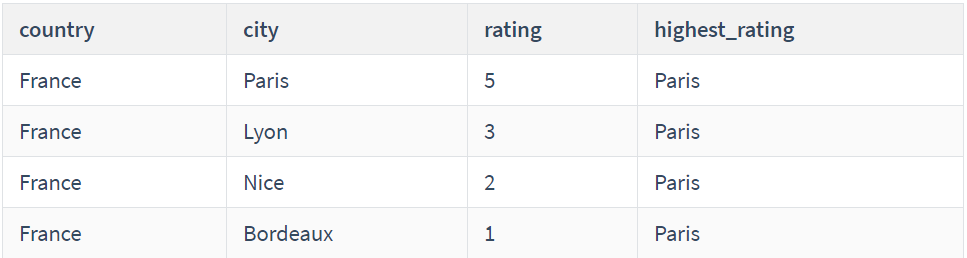 country city rating highest_rating
France Paris 5 Paris
France Lyon 3 Paris
France Nice 2 Paris
France Bordeaux 1 Paris